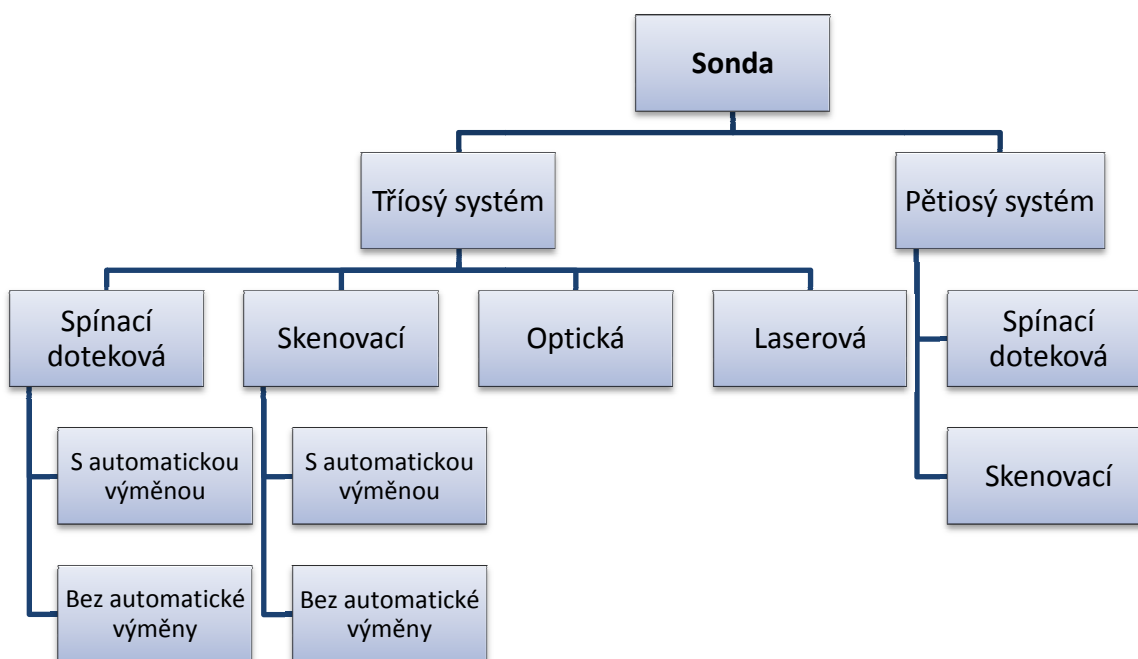 Sonda
Tříosý systém
Pětiosý systém
Spínací
doteková
Skenovací
Optická
Laserová
Spínací
doteková
S automatickou
výměnou
S automatickou
výměnou
Skenovací
Bez automatické
výměny
Bez automatické
výměny